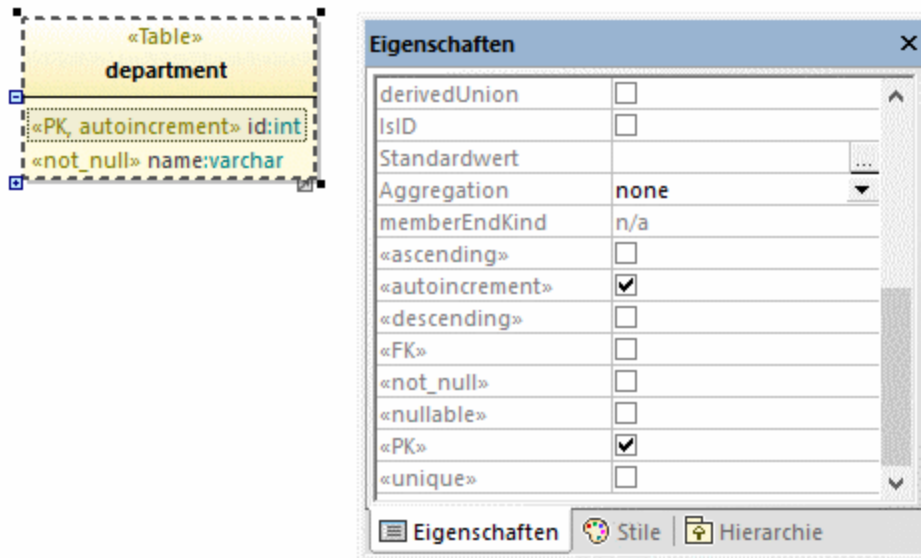 «Table»
department
«PK, autoincrement» id:int
«not_null» name:varchar
Eigenschaften
derivedUnion
IsID
Standardwert ...
Aggregation none
memberEndKind n/a
«ascending»
«autoincrement»
«descending»
«FK»
«not_null»
«nullable»
«PK»
«unique»
Eigenschaften Stile Hierarchie